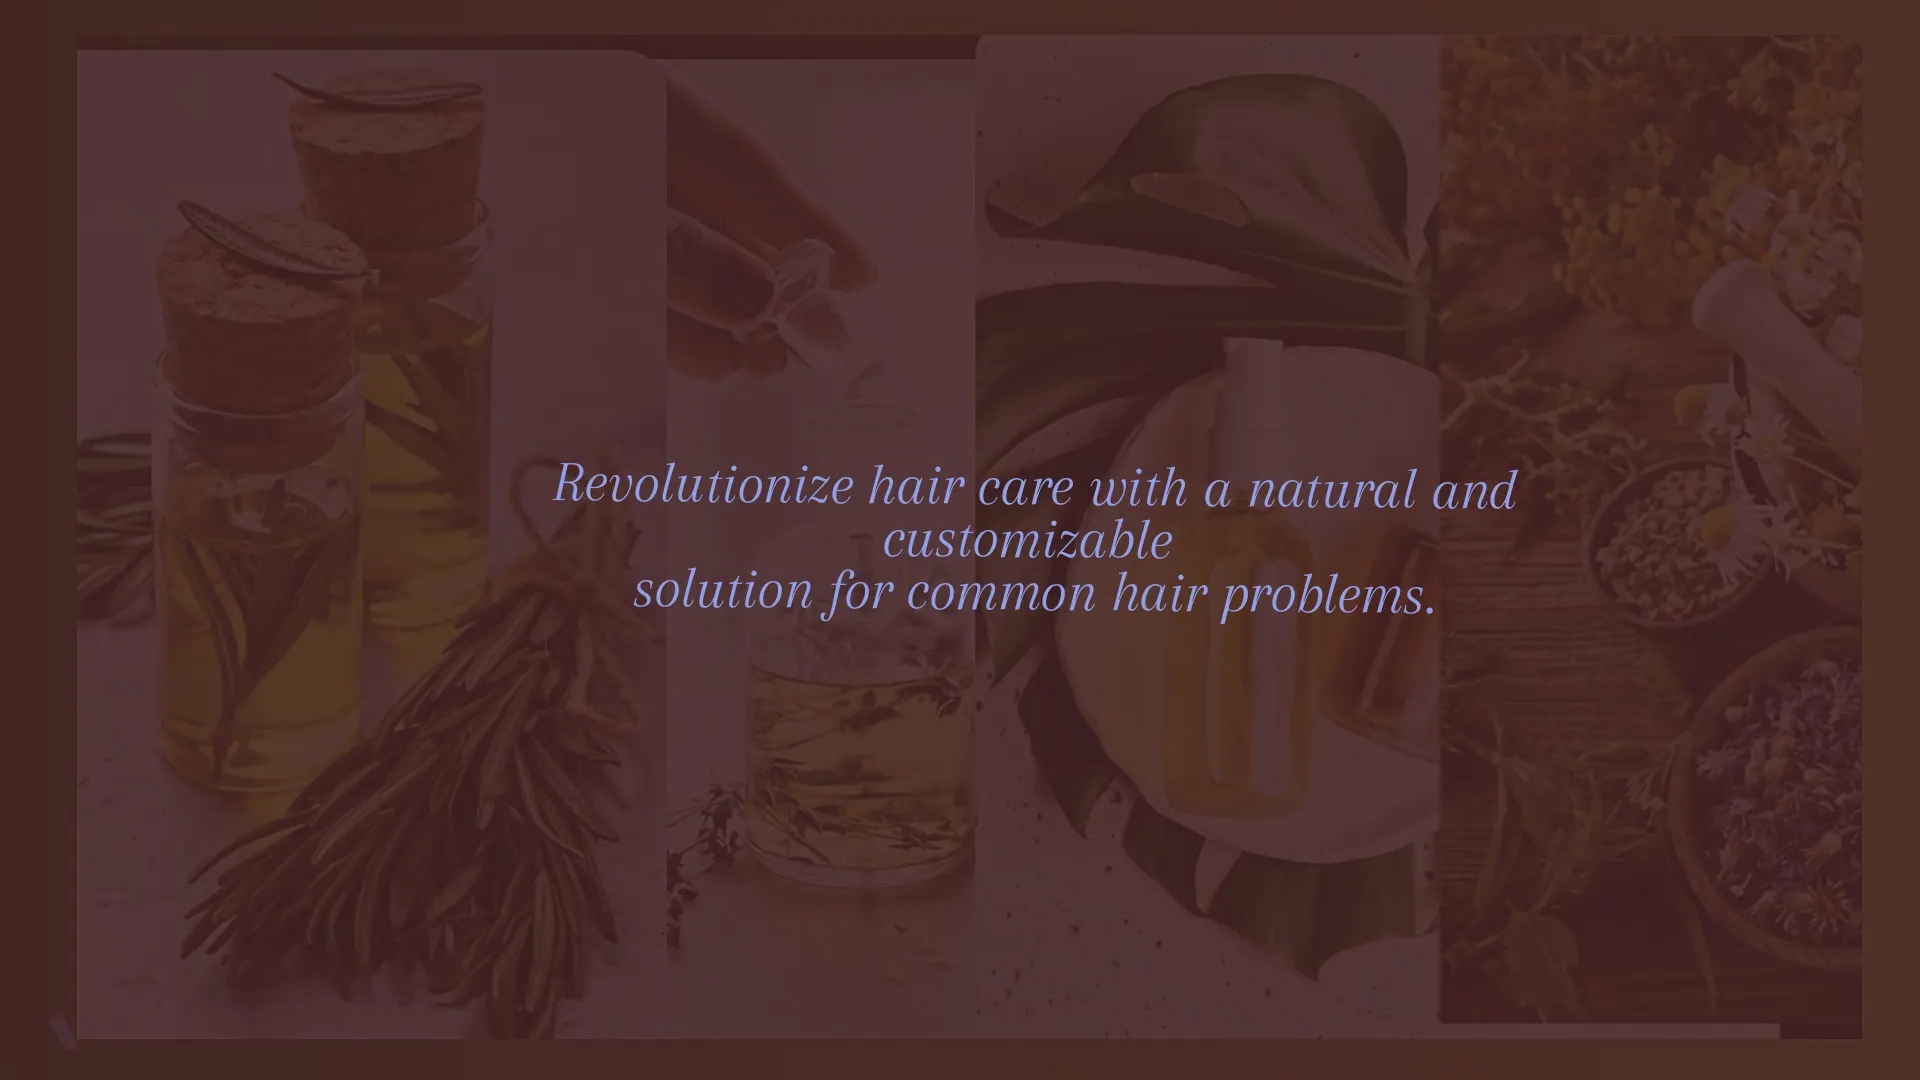 Revolutionize hair care with a natural and
customizable
solution for common hair problems.